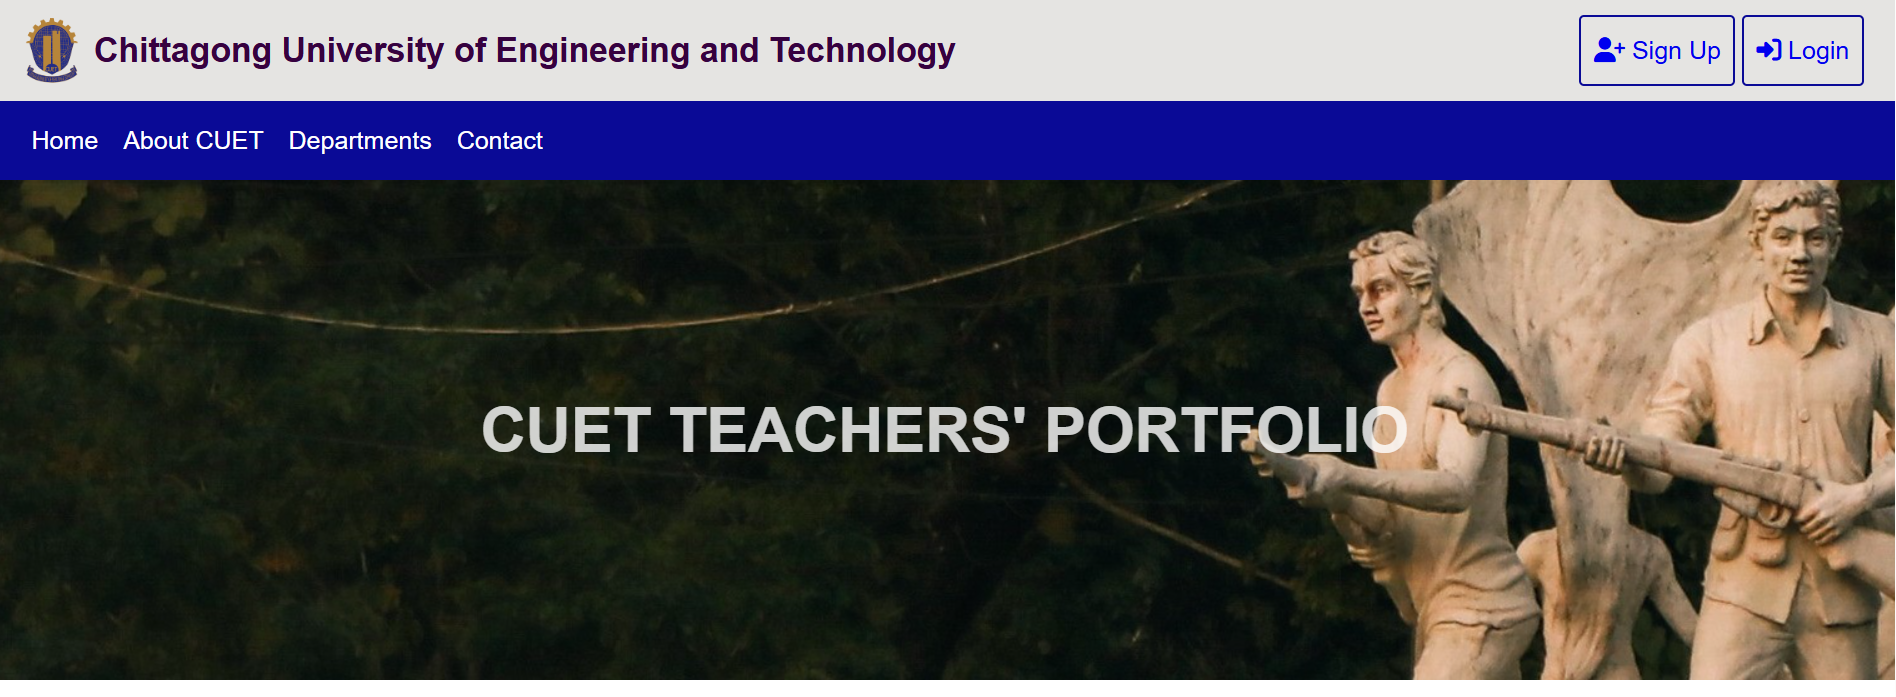 Chittagong University of Engineering and Technology
Sign Up
Login
Home
About CUET
Departments
Contact
CUET TEACHERS' PORTFOLIO